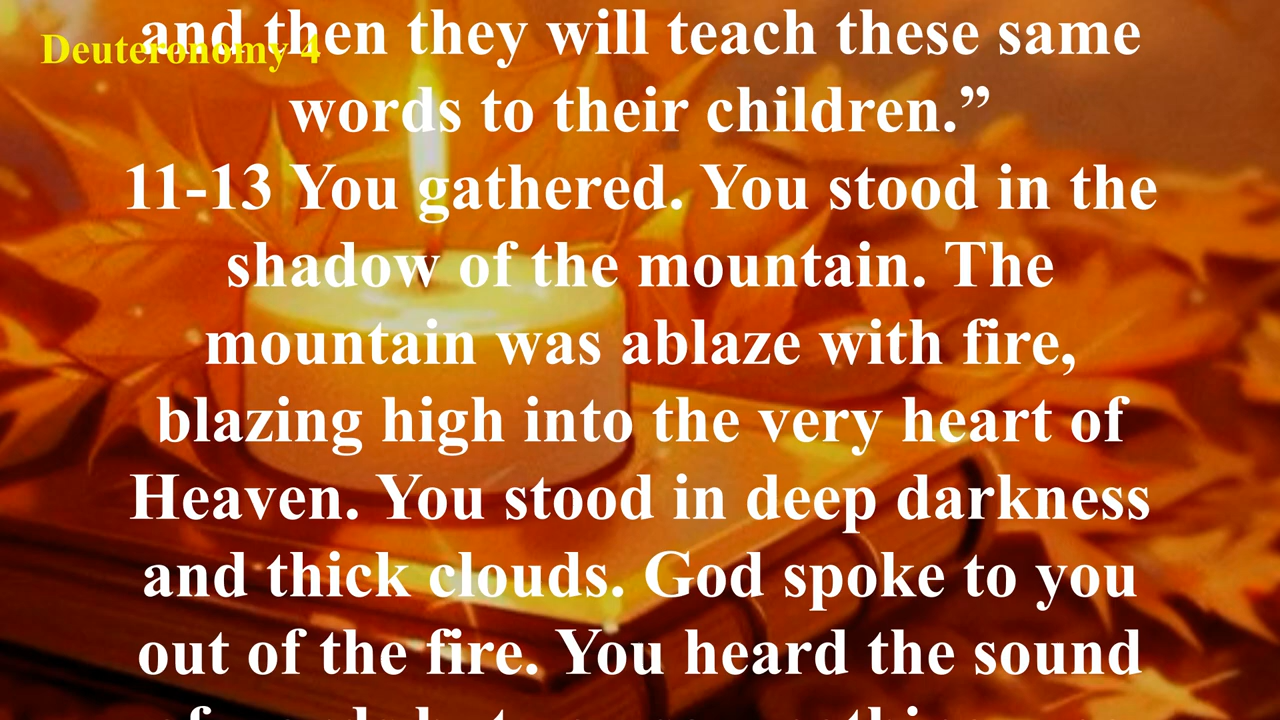 Deuteronomy 4
and then they will teach these same
words to their children.”
11-13 You gathered. You stood in the
shadow of the mountain. The
mountain was ablaze with fire,
blazing high into the very heart of
Heaven. You stood in deep darkness
and thick clouds. God spoke to you
out of the fire. You heard the sound